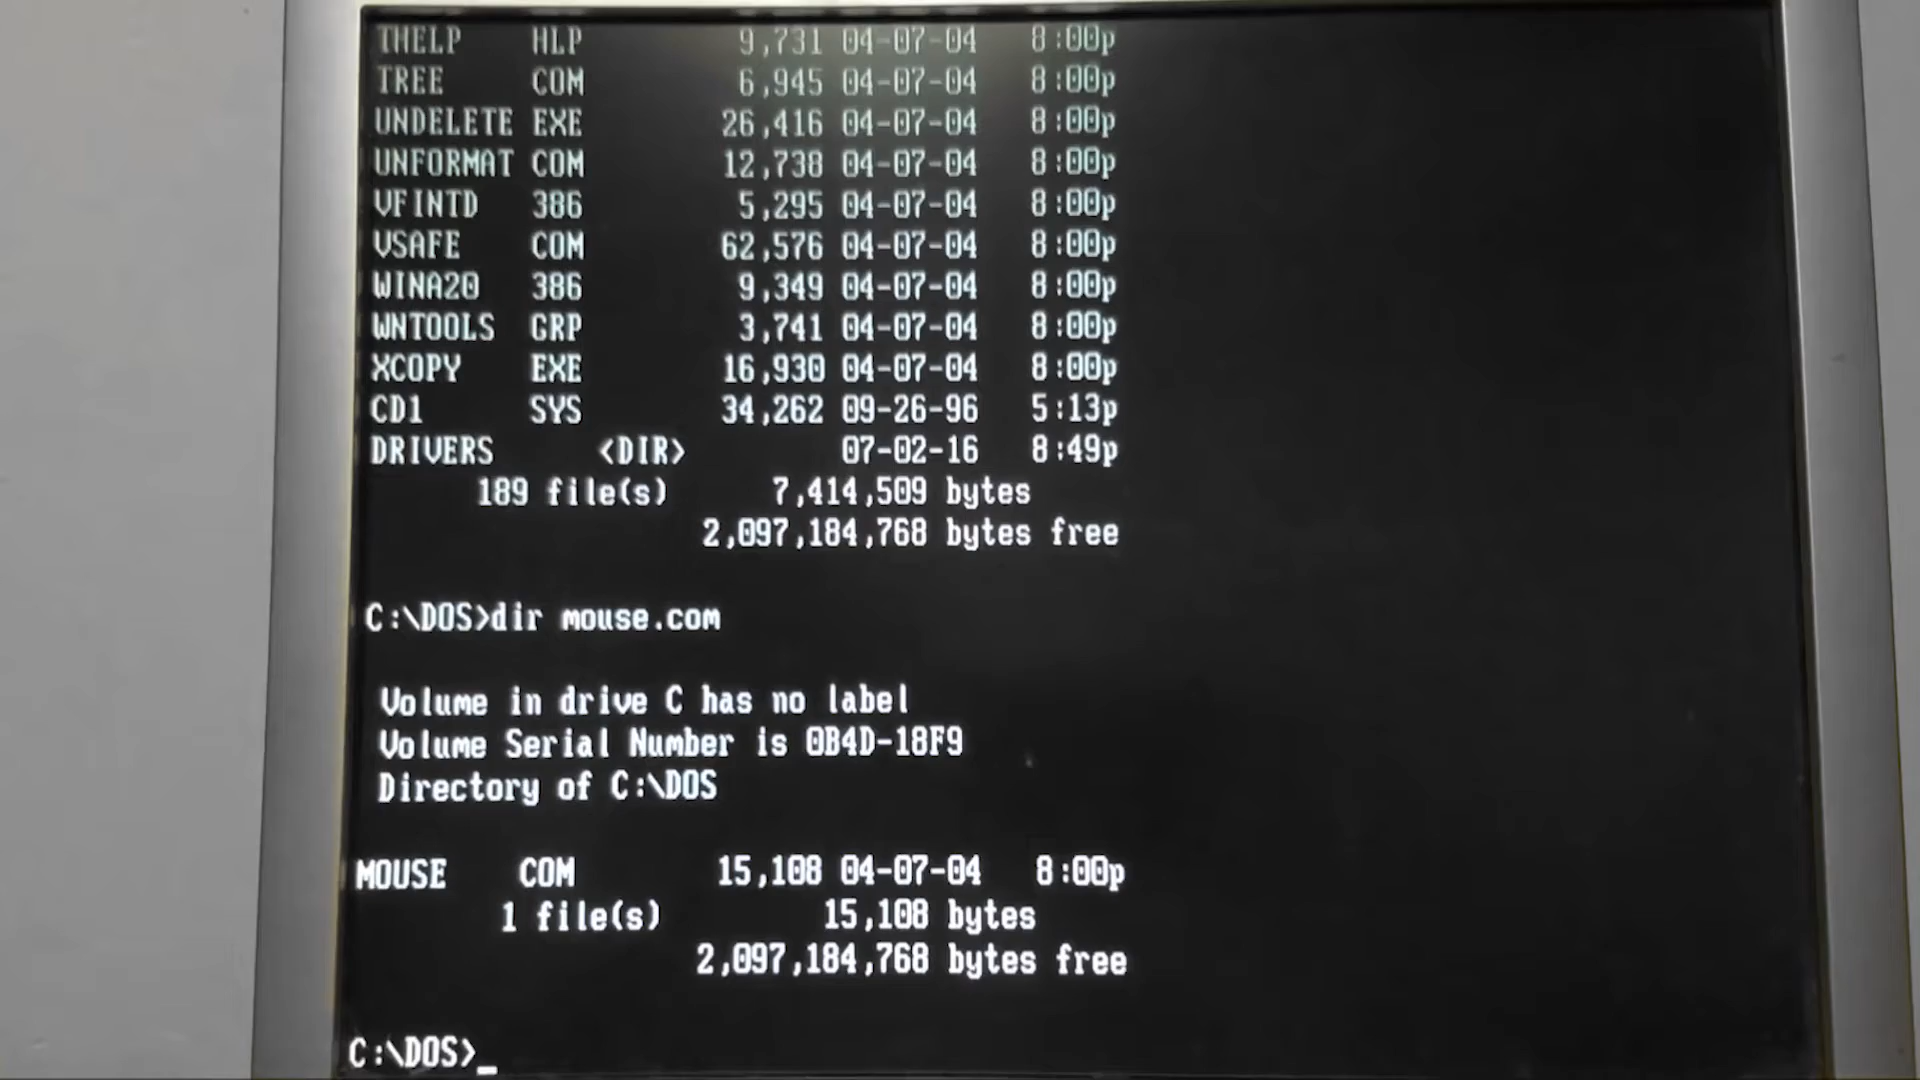 THELP    HLP         9,731 04-07-04   8:00p
TREE     COM         6,945 04-07-04   8:00p
UNDELETE EXE        26,416 04-07-04   8:00p
UNFORMAT COM        12,738 04-07-04   8:00p
VFINTD   386         5,295 04-07-04   8:00p
VSAFE    COM        62,576 04-07-04   8:00p
WINA20   386         9,349 04-07-04   8:00p
WNTOOLS  GRP         3,741 04-07-04   8:00p
XCOPY    EXE        16,930 04-07-04   8:00p
CD1      SYS        34,262 09-26-96   5:13p
DRIVERS      <DIR>         07-02-16   8:49p
189 file(s)      7,414,509 bytes
2,097,184,768 bytes free
C:\DOS>dir mouse.com
Volume in drive C has no label
Volume Serial Number is 0B4D-18F9
Directory of C:\DOS
MOUSE    COM        15,108 04-07-04   8:00p
1 file(s)         15,108 bytes
2,097,184,768 bytes free
C:\DOS>_